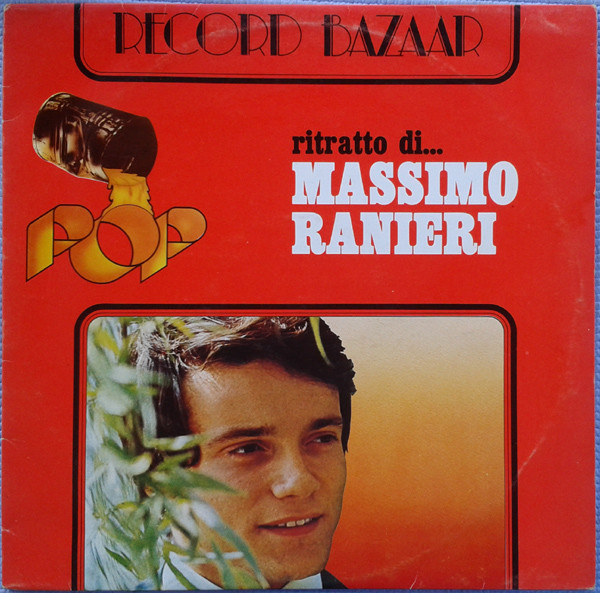 RECORD BAZAAR
ritratto di...
MASSIMO
RANIERI
POP